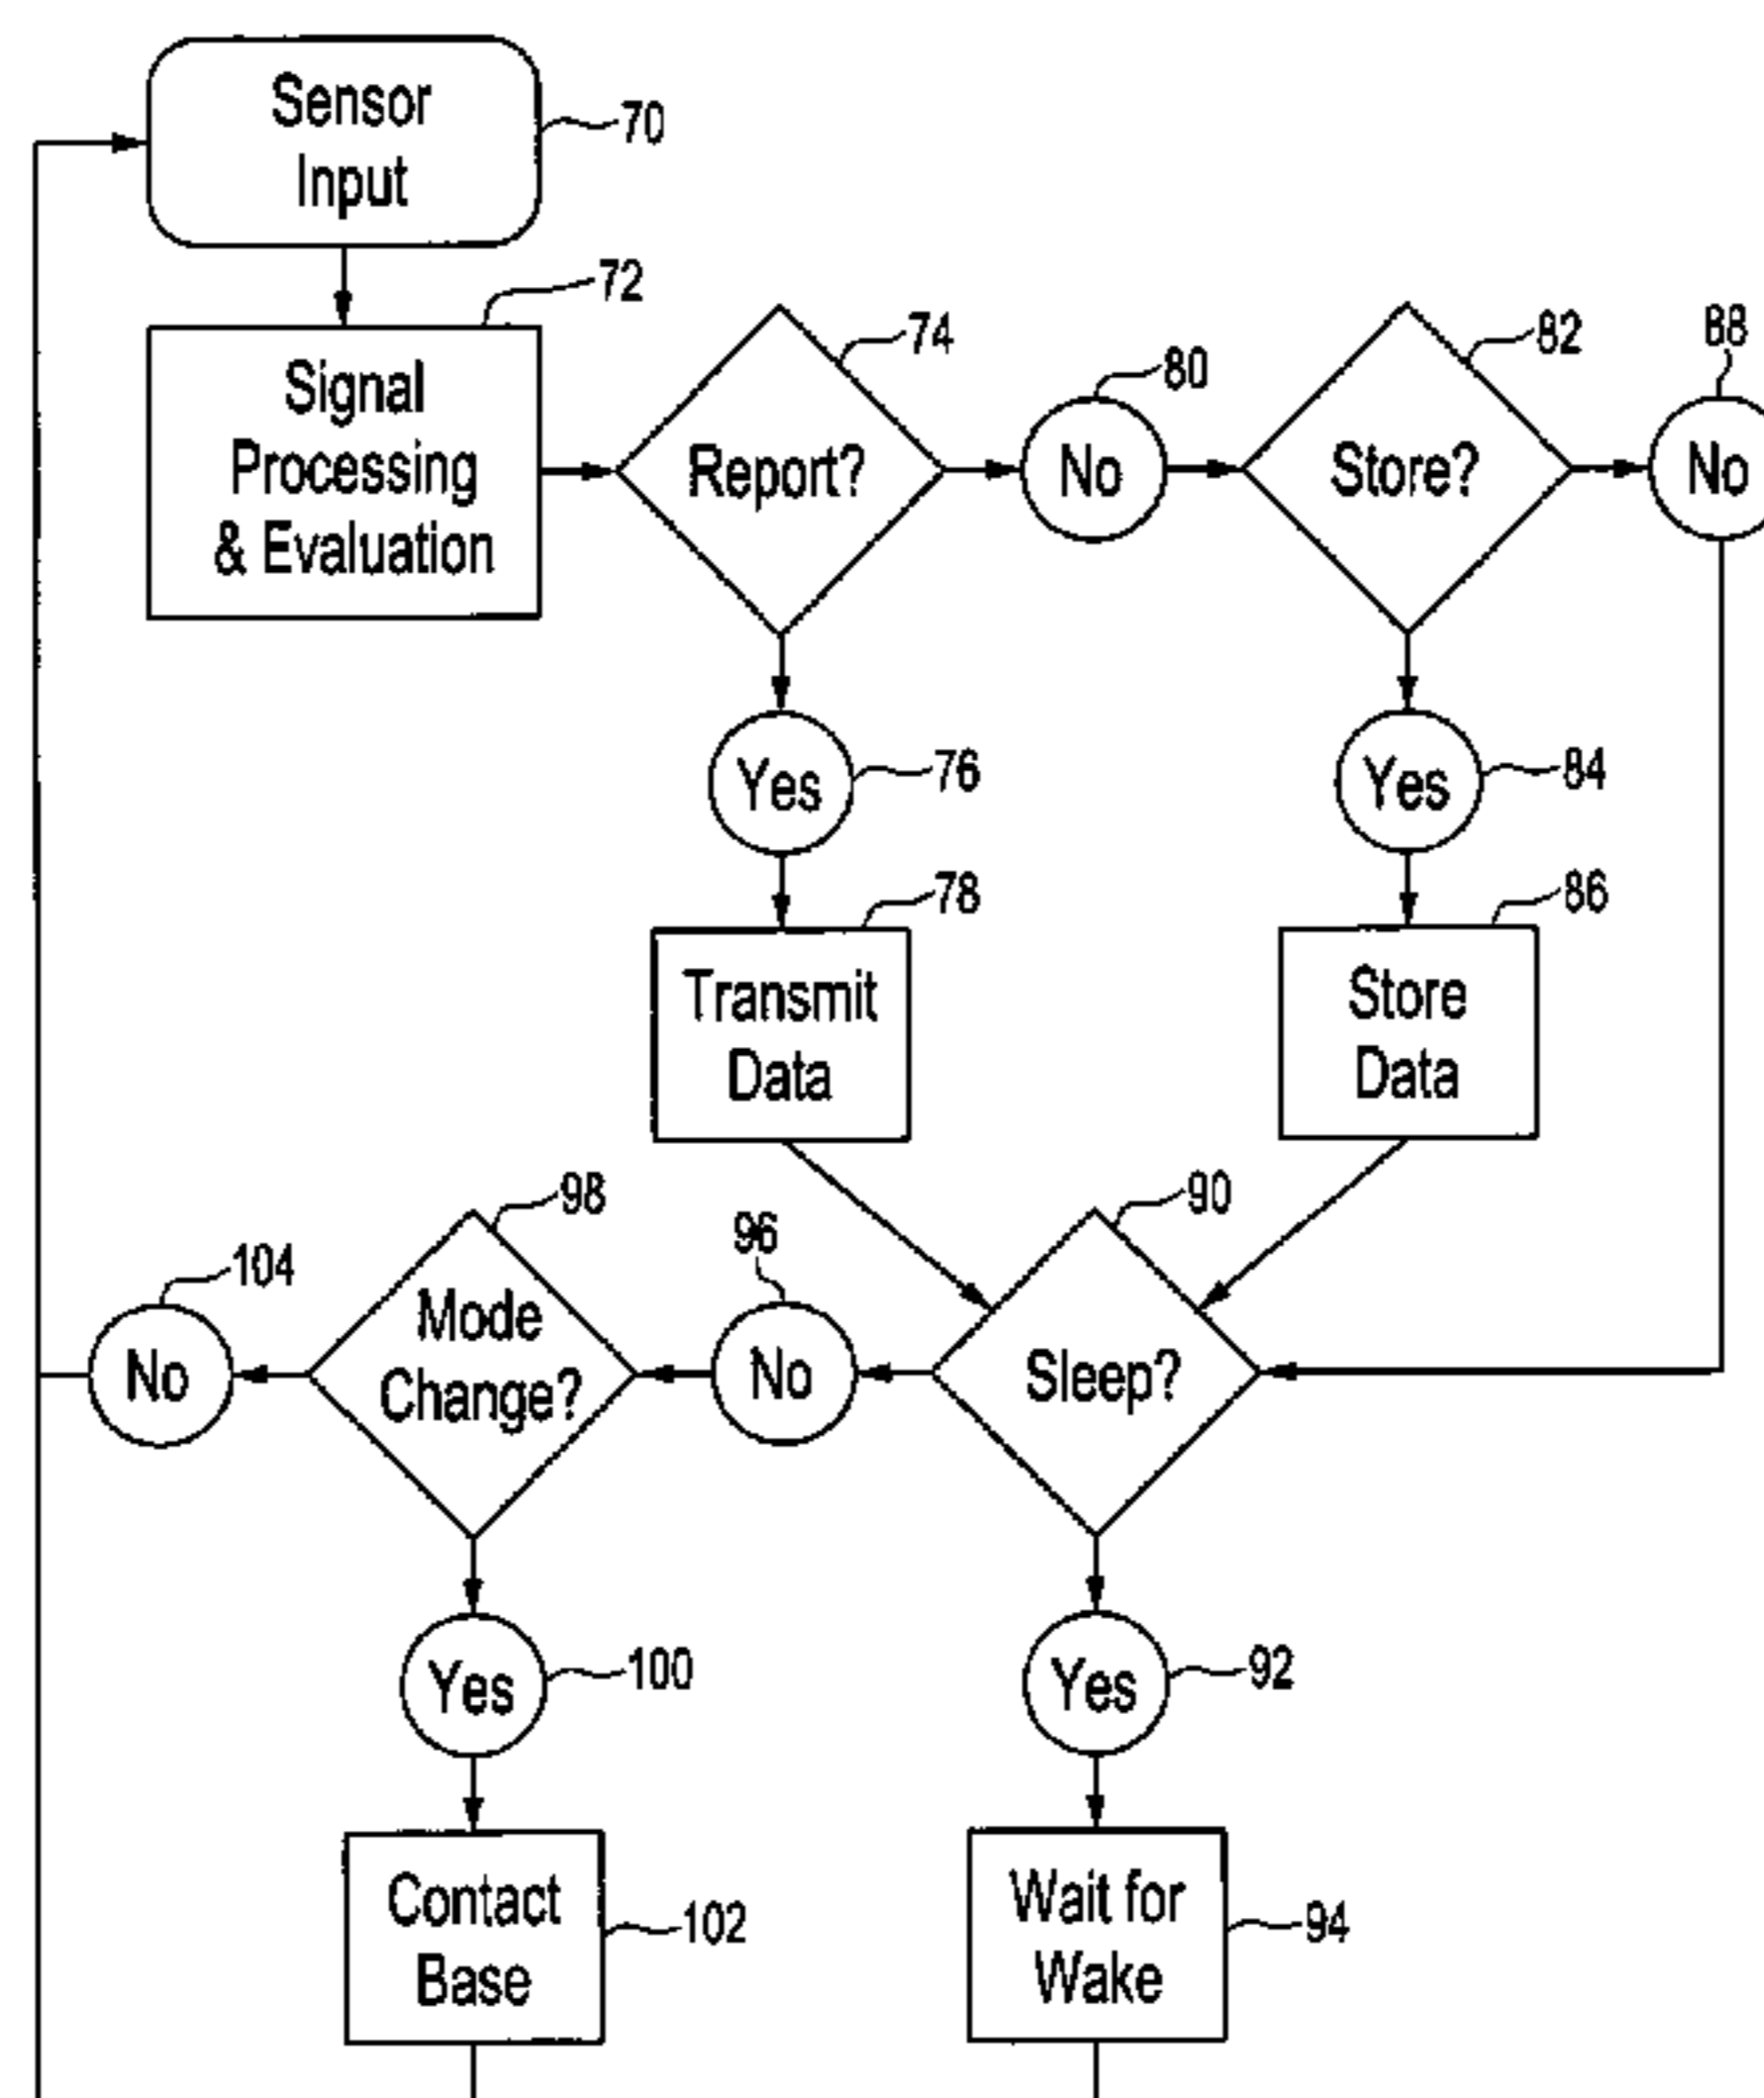 Sensor
Input
70
72
Signal
Processing
& Evaluation
74
Report?
80
No
82
Store?
88
No
Yes
76
Yes
84
78
Transmit
Data
86
Store
Data
98
Mode
Change?
96
No
90
Sleep?
104
No
Yes
100
Yes
92
Contact
Base
102
Wait for
Wake
94